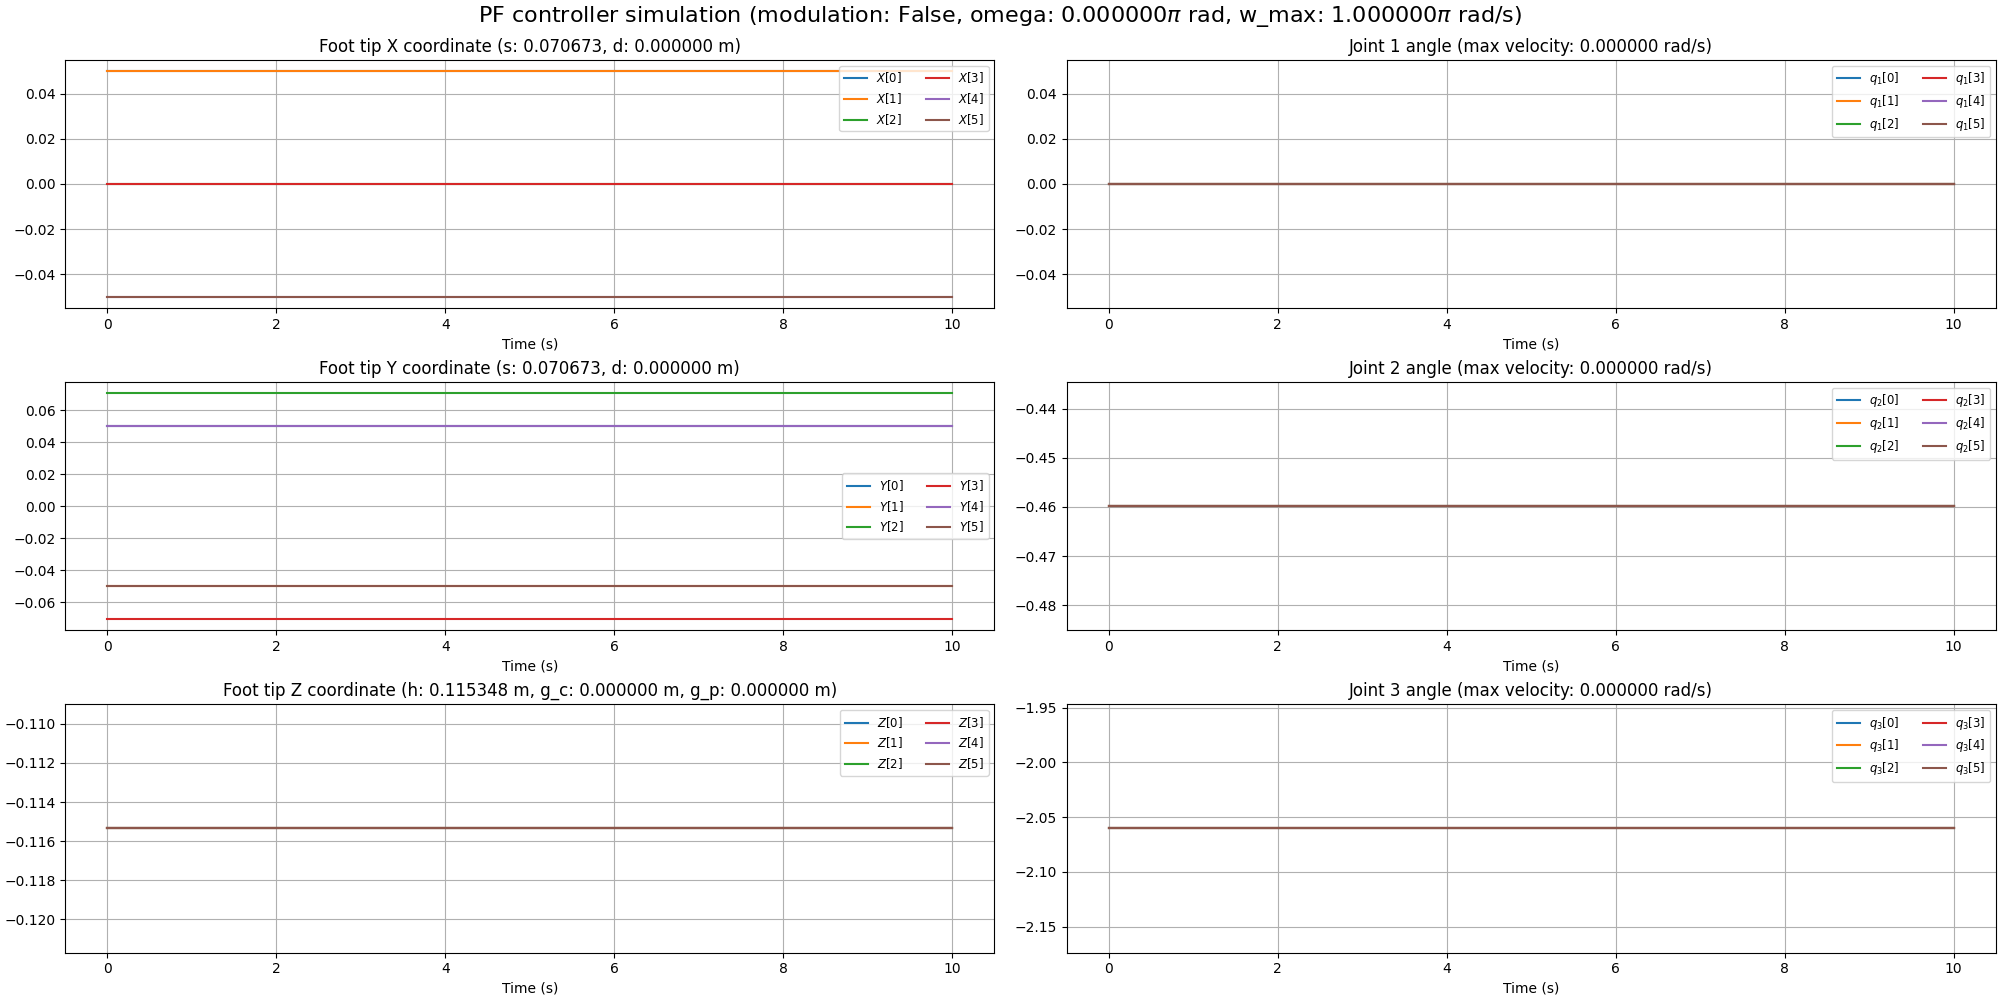 PF controller simulation (modulation: False, omega: 0.000000π rad, w_max: 1.000000π rad/s)
Foot tip X coordinate (s: 0.070673, d: 0.000000 m)
0.04
0.02
0.00
−0.02
−0.04
X[0] X[3]
X[1] X[4]
X[2] X[5]
0 2 4 6 8 10
Time (s)
Joint 1 angle (max velocity: 0.000000 rad/s)
0.04
0.02
0.00
−0.02
−0.04
q1[0] q1[3]
q1[1] q1[4]
q1[2] q1[5]
0 2 4 6 8 10
Time (s)
Foot tip Y coordinate (s: 0.070673, d: 0.000000 m)
0.06
0.04
0.02
0.00
−0.02
−0.04
−0.06
Y[0] Y[3]
Y[1] Y[4]
Y[2] Y[5]
0 2 4 6 8 10
Time (s)
Joint 2 angle (max velocity: 0.000000 rad/s)
−0.44
−0.45
−0.46
−0.47
−0.48
q2[0] q2[3]
q2[1] q2[4]
q2[2] q2[5]
0 2 4 6 8 10
Time (s)
Foot tip Z coordinate (h: 0.115348 m, g_c: 0.000000 m, g_p: 0.000000 m)
−0.110
−0.112
−0.114
−0.116
−0.118
−0.120
Z[0] Z[3]
Z[1] Z[4]
Z[2] Z[5]
0 2 4 6 8 10
Time (s)
Joint 3 angle (max velocity: 0.000000 rad/s)
−1.95
−2.00
−2.05
−2.10
−2.15
q3[0] q3[3]
q3[1] q3[4]
q3[2] q3[5]
0 2 4 6 8 10
Time (s)